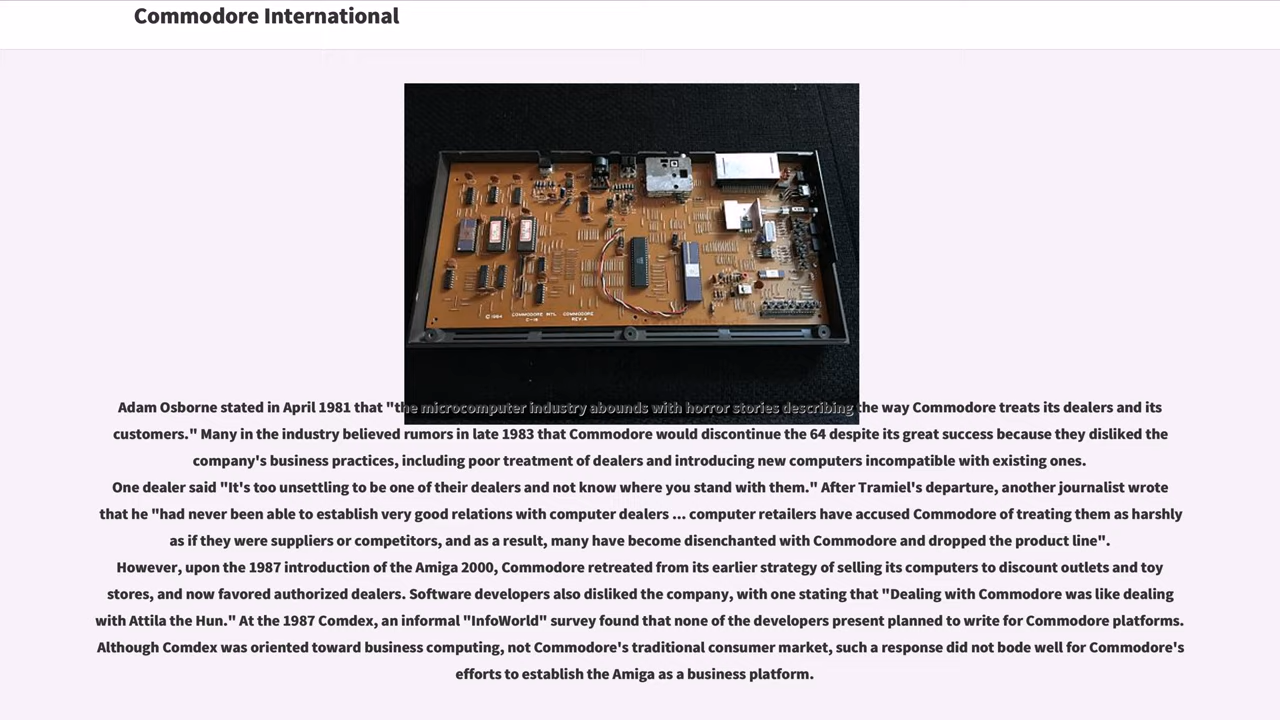 Commodore International
© 1984 COMMODORE INTL COMMODORE
C-16 REV.A
Adam Osborne stated in April 1981 that "the microcomputer industry abounds with horror stories describing the way Commodore treats its dealers and its
customers." Many in the industry believed rumors in late 1983 that Commodore would discontinue the 64 despite its great success because they disliked the
company's business practices, including poor treatment of dealers and introducing new computers incompatible with existing ones.
One dealer said "It's too unsettling to be one of their dealers and not know where you stand with them." After Tramiel's departure, another journalist wrote
that he "had never been able to establish very good relations with computer dealers ... computer retailers have accused Commodore of treating them as harshly
as if they were suppliers or competitors, and as a result, many have become disenchanted with Commodore and dropped the product line".
However, upon the 1987 introduction of the Amiga 2000, Commodore retreated from its earlier strategy of selling its computers to discount outlets and toy
stores, and now favored authorized dealers. Software developers also disliked the company, with one stating that "Dealing with Commodore was like dealing
with Attila the Hun." At the 1987 Comdex, an informal "InfoWorld" survey found that none of the developers present planned to write for Commodore platforms.
Although Comdex was oriented toward business computing, not Commodore's traditional consumer market, such a response did not bode well for Commodore's
efforts to establish the Amiga as a business platform.